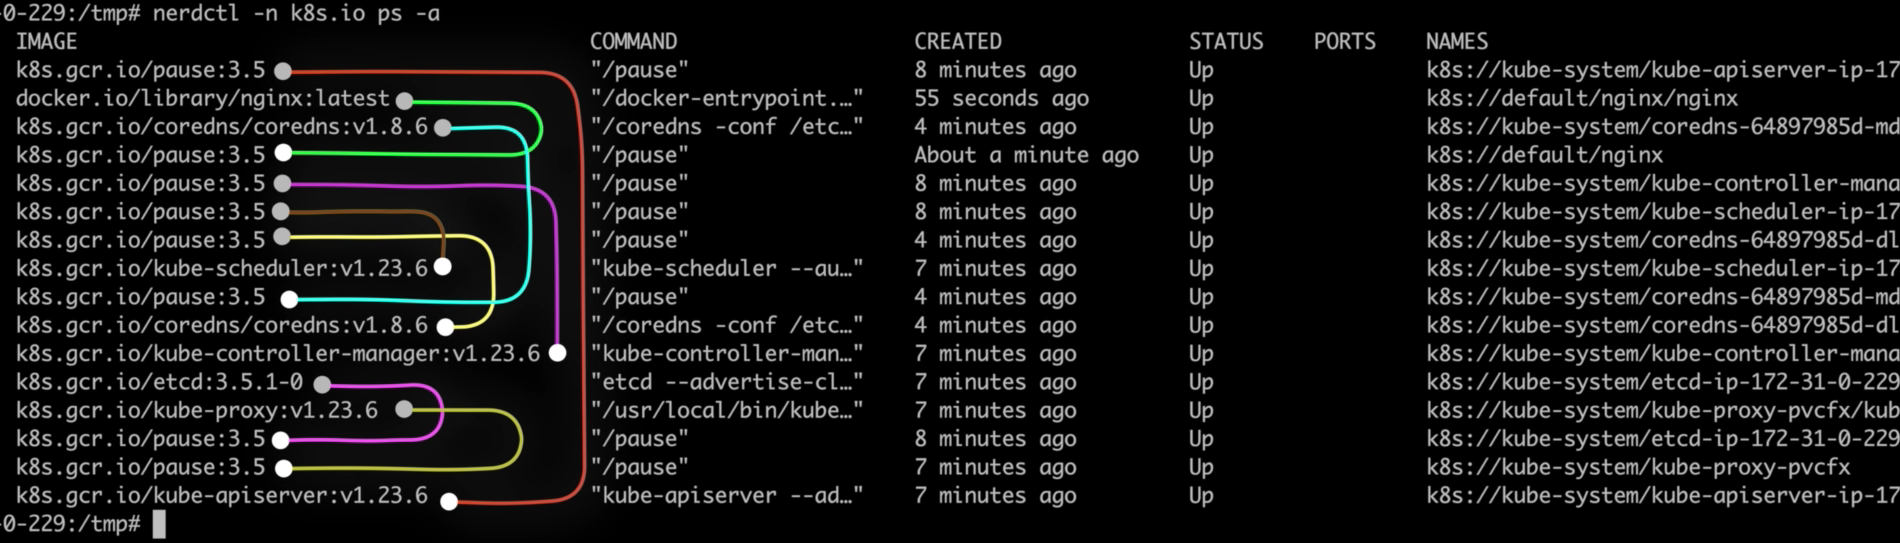 -0-229:/tmp# nerdctl -n k8s.io ps -a
IMAGE COMMAND CREATED STATUS PORTS NAMES
k8s.gcr.io/pause:3.5 "/pause" 8 minutes ago Up k8s://kube-system/kube-apiserver-ip-17
docker.io/library/nginx:latest "/docker-entrypoint.…" 55 seconds ago Up k8s://default/nginx/nginx
k8s.gcr.io/coredns/coredns:v1.8.6 "/coredns -conf /etc…" 4 minutes ago Up k8s://kube-system/coredns-64897985d-md
k8s.gcr.io/pause:3.5 "/pause" About a minute ago Up k8s://default/nginx
k8s.gcr.io/pause:3.5 "/pause" 8 minutes ago Up k8s://kube-system/kube-controller-mana
k8s.gcr.io/pause:3.5 "/pause" 8 minutes ago Up k8s://kube-system/kube-scheduler-ip-17
k8s.gcr.io/pause:3.5 "/pause" 4 minutes ago Up k8s://kube-system/coredns-64897985d-dl
k8s.gcr.io/kube-scheduler:v1.23.6 "kube-scheduler --au…" 7 minutes ago Up k8s://kube-system/kube-scheduler-ip-17
k8s.gcr.io/pause:3.5 "/pause" 4 minutes ago Up k8s://kube-system/coredns-64897985d-md
k8s.gcr.io/coredns/coredns:v1.8.6 "/coredns -conf /etc…" 4 minutes ago Up k8s://kube-system/coredns-64897985d-dl
k8s.gcr.io/kube-controller-manager:v1.23.6 "kube-controller-man…" 7 minutes ago Up k8s://kube-system/kube-controller-mana
k8s.gcr.io/etcd:3.5.1-0 "etcd --advertise-cl…" 7 minutes ago Up k8s://kube-system/etcd-ip-172-31-0-229
k8s.gcr.io/kube-proxy:v1.23.6 "/usr/local/bin/kube…" 7 minutes ago Up k8s://kube-system/kube-proxy-pvcfx/kub
k8s.gcr.io/pause:3.5 "/pause" 8 minutes ago Up k8s://kube-system/etcd-ip-172-31-0-229
k8s.gcr.io/pause:3.5 "/pause" 7 minutes ago Up k8s://kube-system/kube-proxy-pvcfx
k8s.gcr.io/kube-apiserver:v1.23.6 "kube-apiserver --ad…" 7 minutes ago Up k8s://kube-system/kube-apiserver-ip-17
-0-229:/tmp#